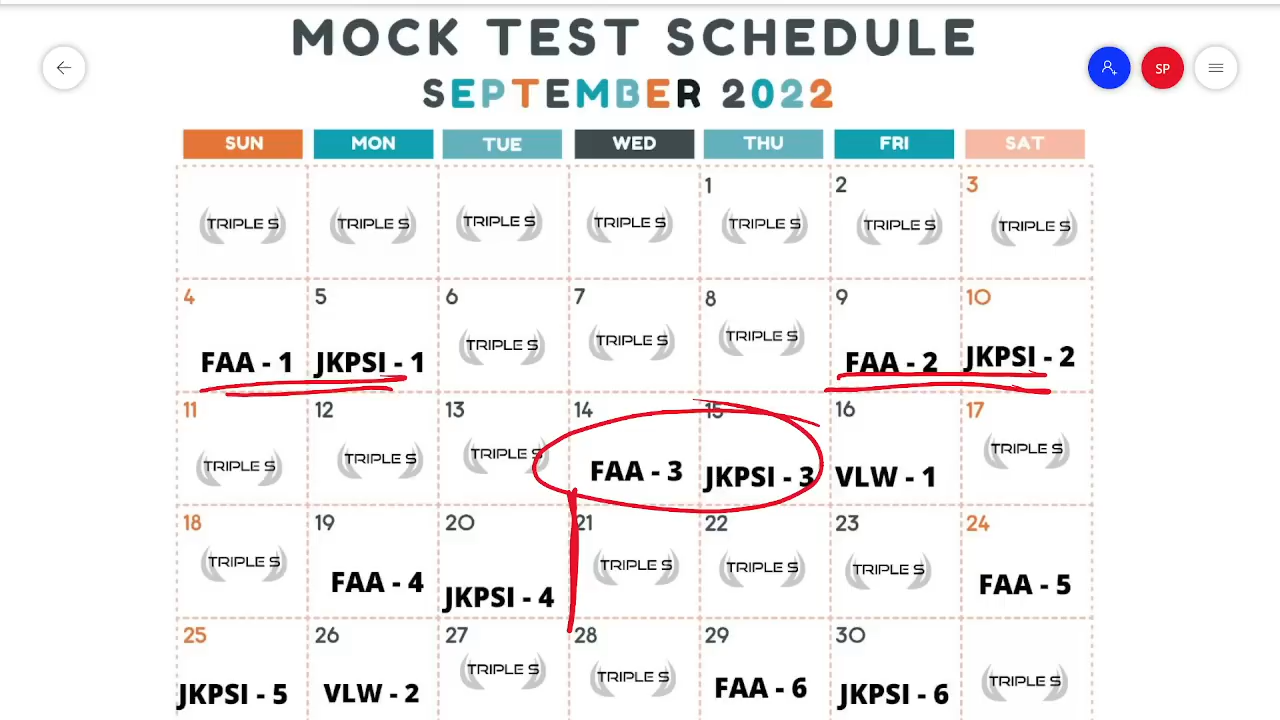 MOCK TEST SCHEDULE
SEPTEMBER 2022
SP
SUN MON TUE WED THU FRI SAT
1 2 3
TRIPLE S TRIPLE S TRIPLE S TRIPLE S TRIPLE S TRIPLE S TRIPLE S
4 5 6 7 8 9 10
TRIPLE S TRIPLE S TRIPLE S
FAA - 1 JKPSI - 1 FAA - 2 JKPSI - 2
11 12 13 14 15 16 17
TRIPLE S TRIPLE S TRIPLE S TRIPLE S
FAA - 3 JKPSI - 3 VLW - 1
18 19 20 21 22 23 24
TRIPLE S TRIPLE S TRIPLE S TRIPLE S
FAA - 4 JKPSI - 4 FAA - 5
25 26 27 28 29 30
TRIPLE S TRIPLE S TRIPLE S
JKPSI - 5 VLW - 2 FAA - 6 JKPSI - 6